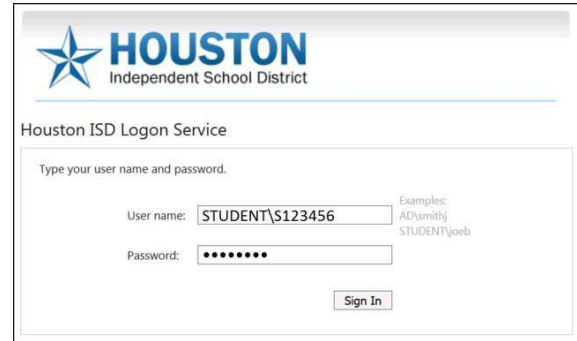 HOUSTON
Independent School District
Houston ISD Logon Service
Type your user name and password.
User name: STUDENT\S123456
Examples:
AD\smithj
STUDENT\joeb
Password: ●●●●●●●●
Sign In